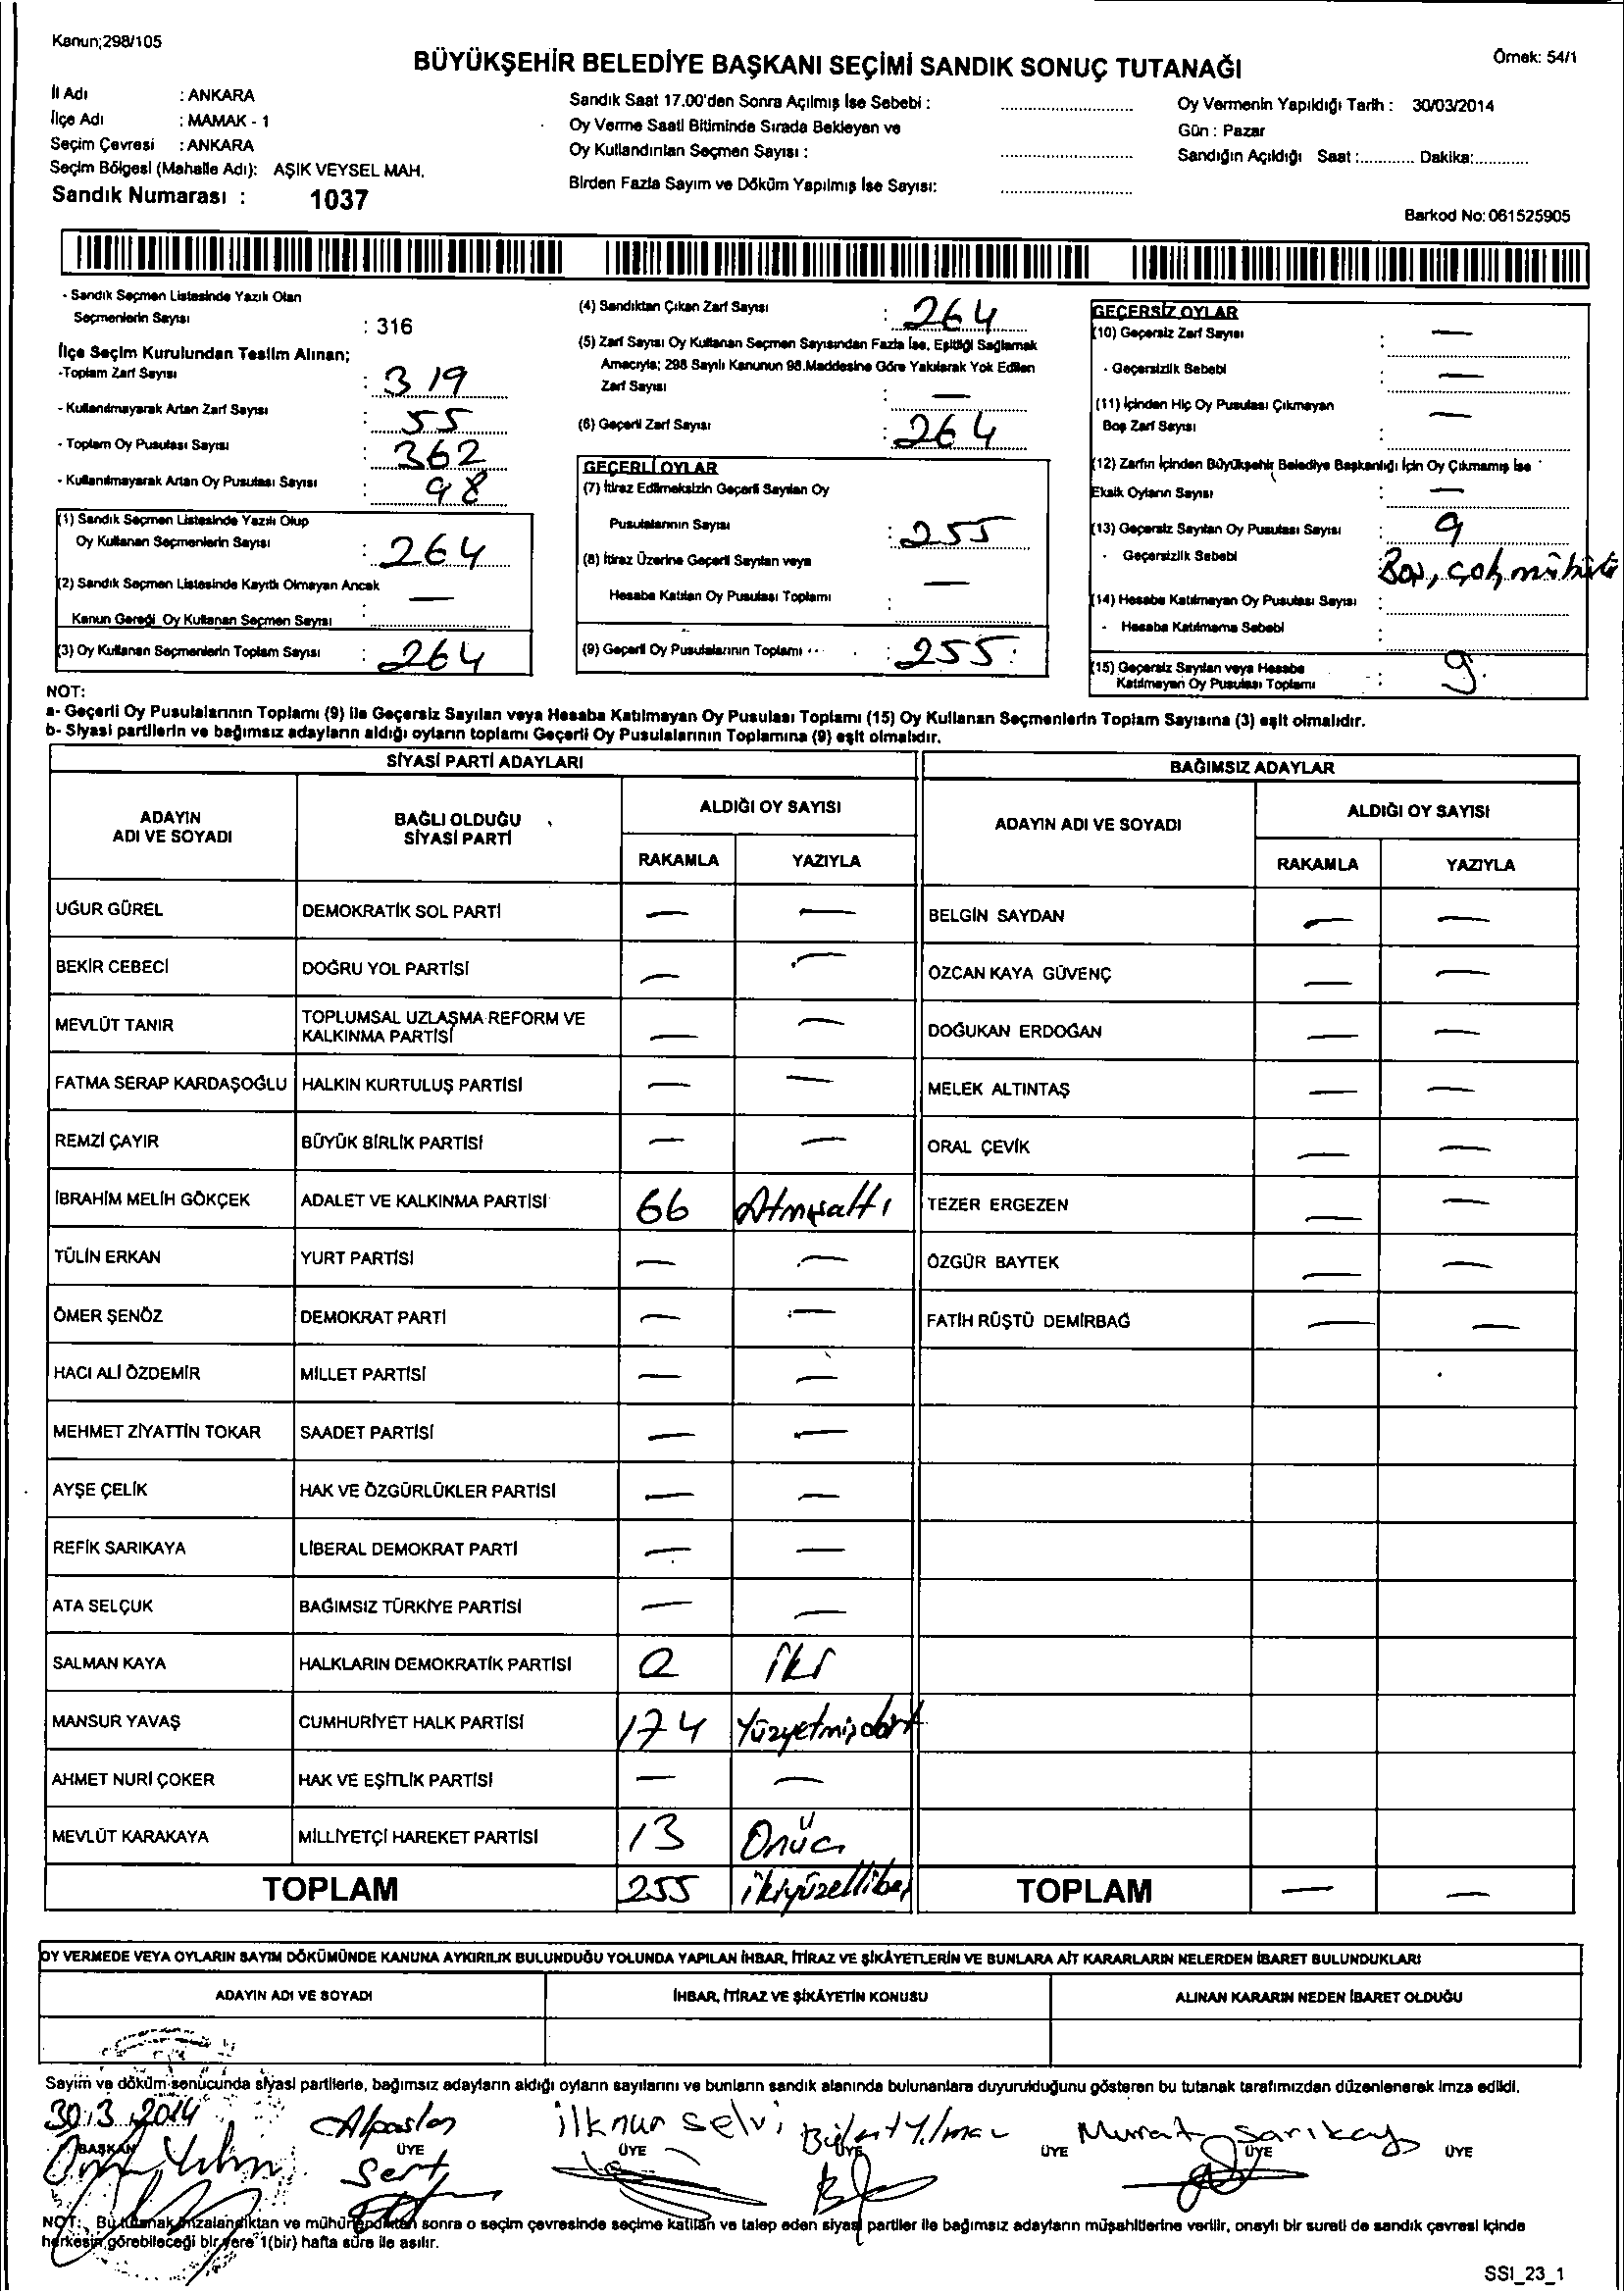 Kanun;298/105
BÜYÜKŞEHİR BELEDİYE BAŞKANI SEÇİMİ SANDIK SONUÇ TUTANAĞI
Örnek: 54/1
İl Adı : ANKARA
İlçe Adı : MAMAK - 1
Seçim Çevresi : ANKARA
Seçim Bölgesi (Mahalle Adı): AŞIK VEYSEL MAH.
Sandık Numarası : 1037
Sandık Saat 17.00'den Sonra Açılmış İse Sebebi : ..............................
Oy Verme Saati Bitiminde Sırada Bekleyen ve
Oy Kullandırılan Seçmen Sayısı : ..............................
Birden Fazla Sayım ve Döküm Yapılmış İse Sayısı: ..............................
Oy Vermenin Yapıldığı Tarih : 30/03/2014
Gün : Pazar
Sandığın Açıldığı Saat :............ Dakika:............
Barkod No: 061525905
- Sandık Seçmen Listesinde Yazılı Olan
Seçmenlerin Sayısı : 316
İlçe Seçim Kurulundan Teslim Alınan;
-Toplam Zarf Sayısı : 319
- Kullanılmayarak Artan Zarf Sayısı : 55
- Toplam Oy Pusulası Sayısı : 362
- Kullanılmayarak Artan Oy Pusulası Sayısı : 98
(1) Sandık Seçmen Listesinde Yazılı Olup
Oy Kullanan Seçmenlerin Sayısı : 264
(2) Sandık Seçmen Listesinde Kayıtlı Olmayan Ancak
Kanun Gereği Oy Kullanan Seçmen Sayısı : —
(3) Oy Kullanan Seçmenlerin Toplam Sayısı : 264
(4) Sandıktan Çıkan Zarf Sayısı : 264
(5) Zarf Sayısı Oy Kullanan Seçmen Sayısından Fazla İse, Eşitliği Sağlamak
Amacıyla; 298 Sayılı Kanunun 98.Maddesine Göre Yakılarak Yok Edilen
Zarf Sayısı : —
(6) Geçerli Zarf Sayısı : 264
GEÇERLİ OYLAR
(7) İtiraz Edilmeksizin Geçerli Sayılan Oy
Pusulalarının Sayısı : 255
(8) İtiraz Üzerine Geçerli Sayılan veya
Hesaba Katılan Oy Pusulası Toplamı : —
(9) Geçerli Oy Pusulalarının Toplamı : 255
GEÇERSİZ OYLAR
(10) Geçersiz Zarf Sayısı : —
- Geçersizlik Sebebi : —
(11) İçinden Hiç Oy Pusulası Çıkmayan
Boş Zarf Sayısı : —
(12) Zarfın İçinden Büyükşehir Belediye Başkanlığı İçin Oy Çıkmamış İse
Eksik Oyların Sayısı : —
(13) Geçersiz Sayılan Oy Pusulası Sayısı : 9
- Geçersizlik Sebebi Boş, çok mühürlü
(14) Hesaba Katılmayan Oy Pusulası Sayısı :
- Hesaba Katılmama Sebebi :
(15) Geçersiz Sayılan veya Hesaba
Katılmayan Oy Pusulası Toplamı : 9
NOT:
a- Geçerli Oy Pusulalarının Toplamı (9) ile Geçersiz Sayılan veya Hesaba Katılmayan Oy Pusulası Toplamı (15) Oy Kullanan Seçmenlerin Toplam Sayısına (3) eşit olmalıdır.
b- Siyasi partilerin ve bağımsız adayların aldığı oyların toplamı Geçerli Oy Pusulalarının Toplamına (9) eşit olmalıdır.
SİYASİ PARTİ ADAYLARI
BAĞIMSIZ ADAYLAR
ADAYIN ADI VE SOYADI
BAĞLI OLDUĞU SİYASİ PARTİ
ALDIĞI OY SAYISI
RAKAMLA YAZIYLA
ADAYIN ADI VE SOYADI
ALDIĞI OY SAYISI
RAKAMLA YAZIYLA
UĞUR GÜREL DEMOKRATİK SOL PARTİ — — BELGİN SAYDAN — —
BEKİR CEBECİ DOĞRU YOL PARTİSİ — — ÖZCAN KAYA GÜVENÇ — —
MEVLÜT TANIR TOPLUMSAL UZLAŞMA REFORM VE KALKINMA PARTİSİ — — DOĞUKAN ERDOĞAN — —
FATMA SERAP KARDAŞOĞLU HALKIN KURTULUŞ PARTİSİ — — MELEK ALTINTAŞ — —
REMZİ ÇAYIR BÜYÜK BİRLİK PARTİSİ — — ORAL ÇEVİK — —
İBRAHİM MELİH GÖKÇEK ADALET VE KALKINMA PARTİSİ 66 Atmışaltı TEZER ERGEZEN — —
TÜLİN ERKAN YURT PARTİSİ — — ÖZGÜR BAYTEK — —
ÖMER ŞENÖZ DEMOKRAT PARTİ — — FATİH RÜŞTÜ DEMİRBAĞ — —
HACI ALİ ÖZDEMİR MİLLET PARTİSİ — —
MEHMET ZİYATTİN TOKAR SAADET PARTİSİ — —
AYŞE ÇELİK HAK VE ÖZGÜRLÜKLER PARTİSİ — —
REFİK SARIKAYA LİBERAL DEMOKRAT PARTİ — —
ATA SELÇUK BAĞIMSIZ TÜRKİYE PARTİSİ — —
SALMAN KAYA HALKLARIN DEMOKRATİK PARTİSİ 2 İki
MANSUR YAVAŞ CUMHURİYET HALK PARTİSİ 174 Yüzyetmişdört
AHMET NURİ ÇOKER HAK VE EŞİTLİK PARTİSİ — —
MEVLÜT KARAKAYA MİLLİYETÇİ HAREKET PARTİSİ 13 Onüç
TOPLAM 255 ikiyüzellibeş TOPLAM — —
OY VERMEDE VEYA OYLARIN SAYIM DÖKÜMÜNDE KANUNA AYKIRILIK BULUNDUĞU YOLUNDA YAPILAN İHBAR, İTİRAZ VE ŞİKÂYETLERİN VE BUNLARA AİT KARARLARIN NELERDEN İBARET BULUNDUKLARI
ADAYIN ADI VE SOYADI İHBAR, İTİRAZ VE ŞİKÂYETİN KONUSU ALINAN KARARIN NEDEN İBARET OLDUĞU
Sayım ve döküm sonucunda siyasi partilerle, bağımsız adayların aldığı oyların sayılarını ve bunların sandık alanında bulunanlara duyurulduğunu gösteren bu tutanak tarafımızdan düzenlenerek imza edildi.
30.3.2014 Alpaslan ilknur Selvi Bülent Yılmaz Murat Sarıkaya
BAŞKAN ÜYE ÜYE ÜYE ÜYE ÜYE ÜYE
Sert
NOT: Bu tutanak imzalandıktan ve mühürlendikten sonra o seçim çevresinde seçime katılan ve talep eden siyasi partiler ile bağımsız adayların müşahitlerine verilir, onaylı bir sureti de sandık çevresi içinde
herkesin görebileceği bir yere 1(bir) hafta süre ile asılır.
SSI_23_1